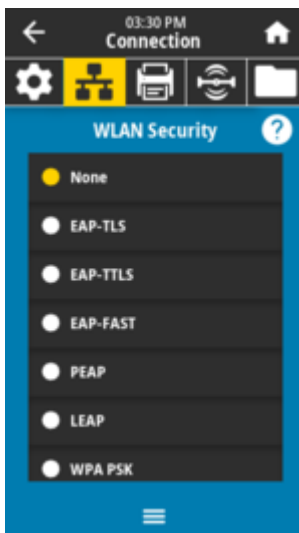 03:30 PM
Connection
WLAN Security
?
None
EAP-TLS
EAP-TTLS
EAP-FAST
PEAP
LEAP
WPA PSK